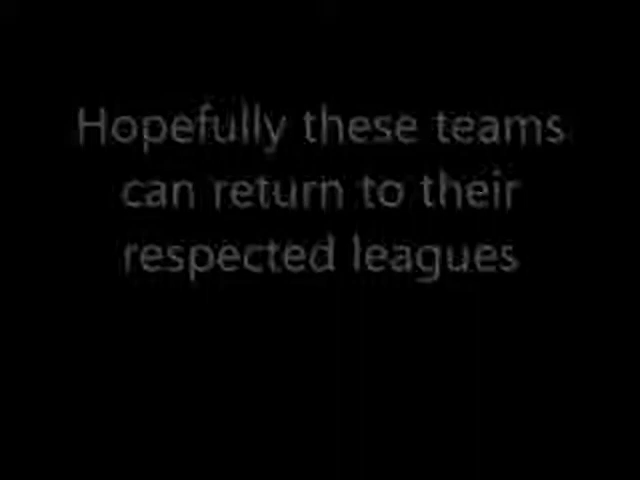 Hopefully these teams
can return to their
respected leagues